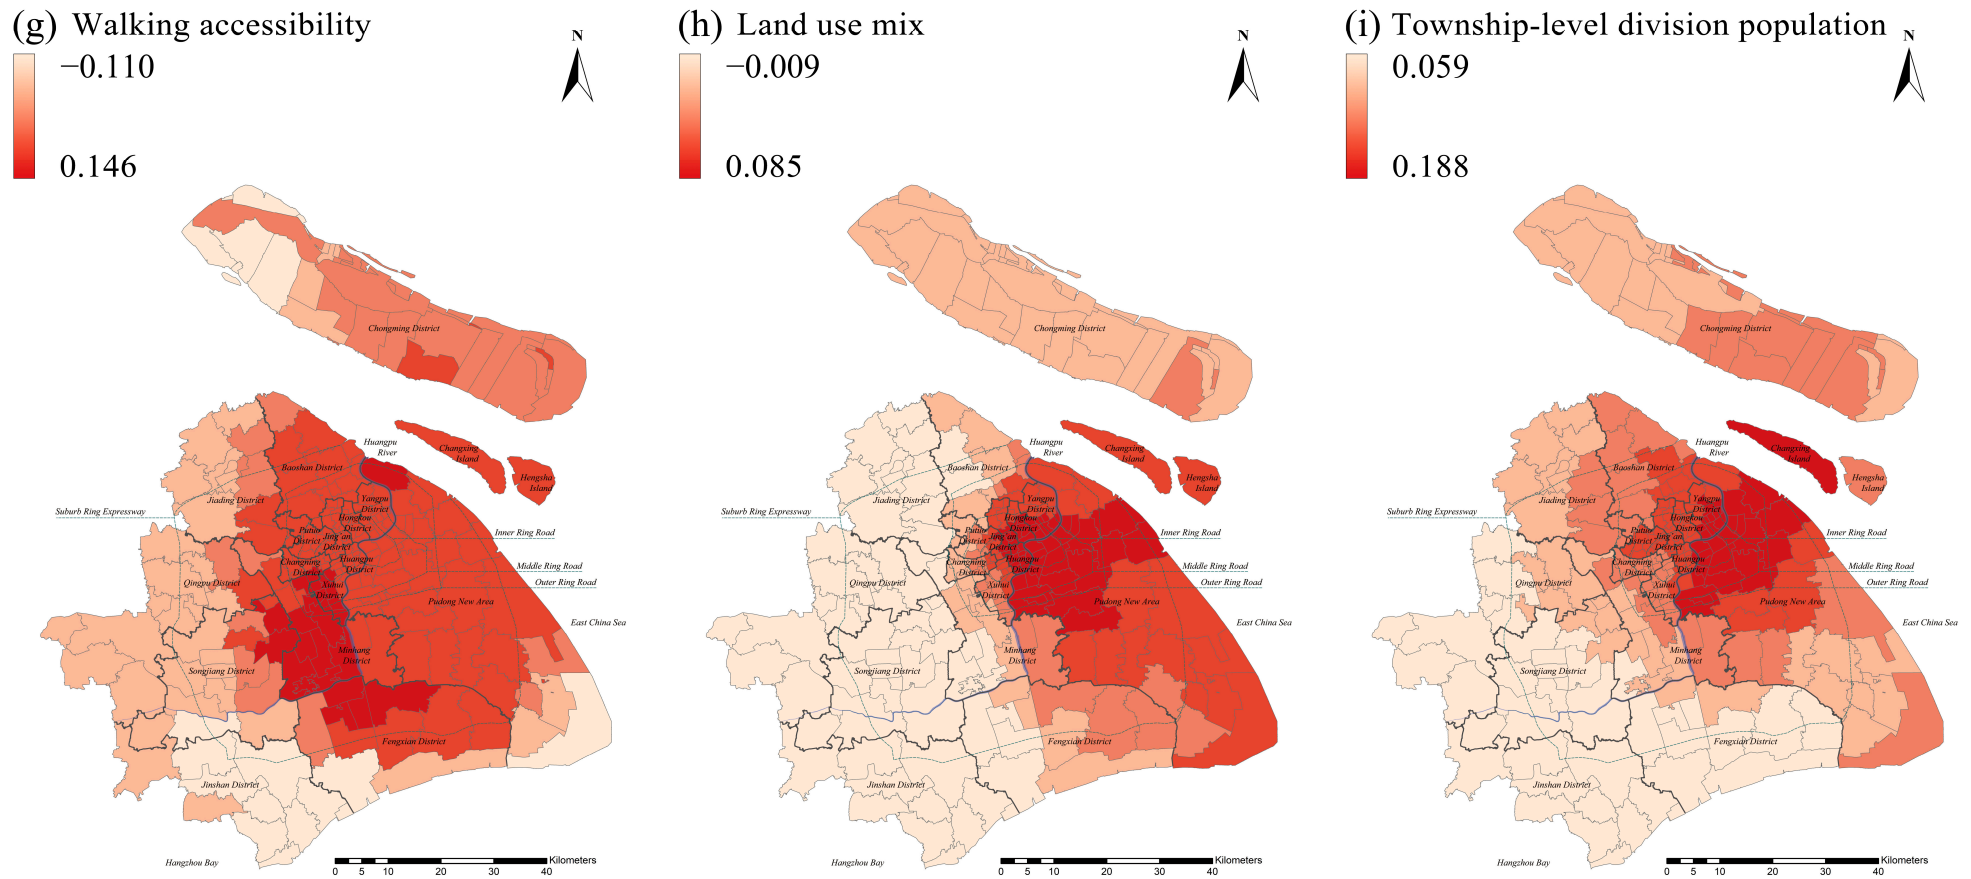 (g) Walking accessibility
N
−0.110
0.146
Chongming District
Huangpu
River
Changxing
Island
Hengsha
Island
Baoshan District
Jiading District
Yangpu
District
Suburb Ring Expressway
Hongkou
District
Putuo
District
Jing'an
District
Inner Ring Road
Huangpu
District
Changning
District
Middle Ring Road
Qingpu District
Xuhui
District
Outer Ring Road
Pudong New Area
East China Sea
Minhang
District
Songjiang District
Fengxian District
Jinshan District
Hangzhou Bay
Kilometers
0 5 10 20 30 40
(h) Land use mix
N
−0.009
0.085
Chongming District
Huangpu
River
Changxing
Island
Hengsha
Island
Baoshan District
Jiading District
Yangpu
District
Suburb Ring Expressway
Hongkou
District
Putuo
District
Jing'an
District
Inner Ring Road
Huangpu
District
Changning
District
Middle Ring Road
Qingpu District
Xuhui
District
Outer Ring Road
Pudong New Area
East China Sea
Minhang
District
Songjiang District
Fengxian District
Jinshan District
Hangzhou Bay
Kilometers
0 5 10 20 30 40
(i) Township-level division population
N
0.059
0.188
Chongming District
Huangpu
River
Changxing
Island
Hengsha
Island
Baoshan District
Jiading District
Yangpu
District
Suburb Ring Expressway
Hongkou
District
Putuo
District
Jing'an
District
Inner Ring Road
Huangpu
District
Changning
District
Middle Ring Road
Qingpu District
Xuhui
District
Outer Ring Road
Pudong New Area
East China Sea
Minhang
District
Songjiang District
Fengxian District
Jinshan District
Hangzhou Bay
Kilometers
0 5 10 20 30 40